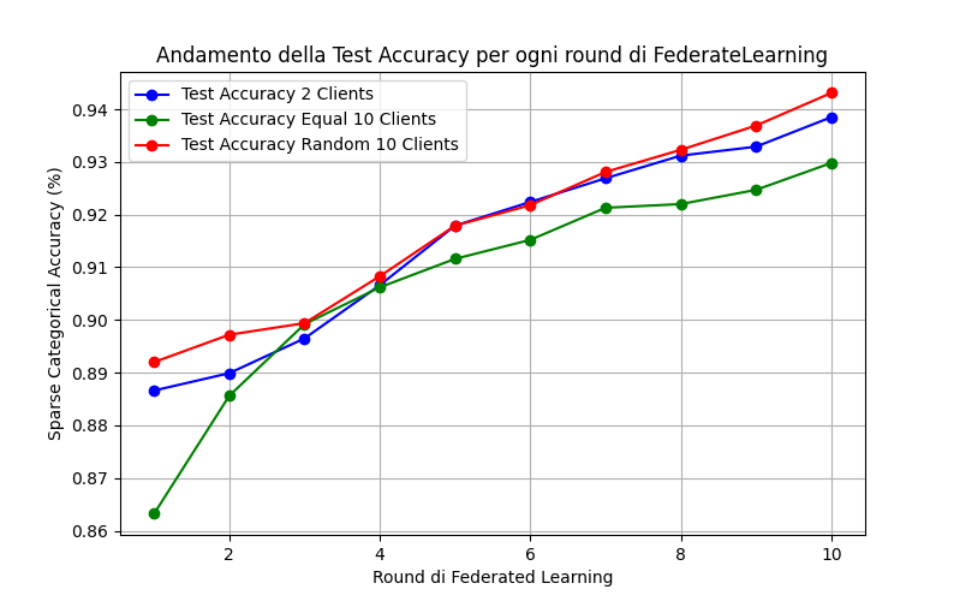 Andamento della Test Accuracy per ogni round di FederateLearning
Test Accuracy 2 Clients
Test Accuracy Equal 10 Clients
Test Accuracy Random 10 Clients
Sparse Categorical Accuracy (%)
0.94
0.93
0.92
0.91
0.90
0.89
0.88
0.87
0.86
2 4 6 8 10
Round di Federated Learning